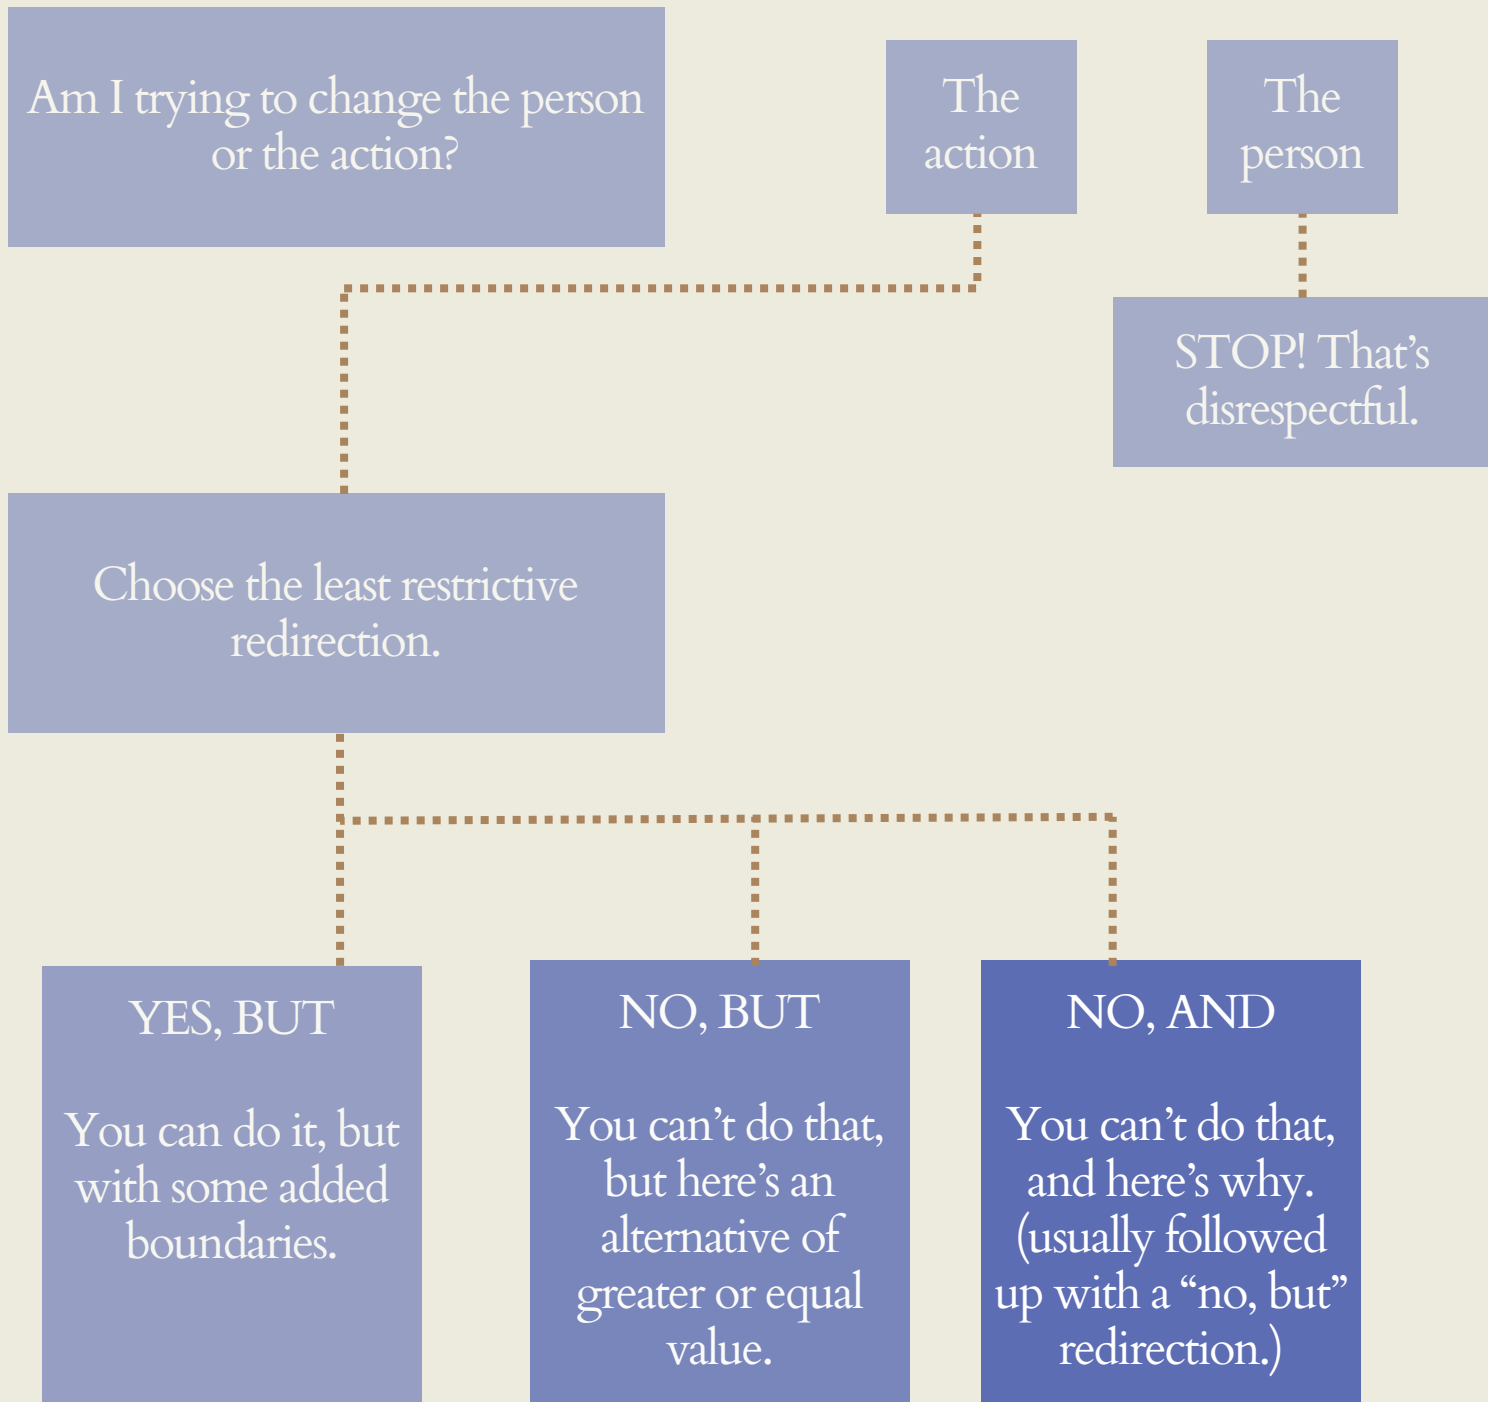 Am I trying to change the person
or the action?
The
action
The
person
STOP! That’s
disrespectful.
Choose the least restrictive
redirection.
YES, BUT
You can do it, but
with some added
boundaries.
NO, BUT
You can’t do that,
but here’s an
alternative of
greater or equal
value.
NO, AND
You can’t do that,
and here’s why.
(usually followed
up with a “no, but”
redirection.)